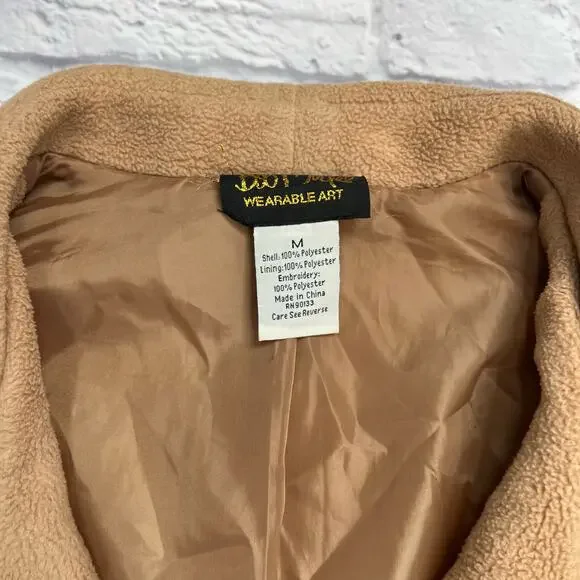 WEARABLE ART
M
Shell: 100% Polyester
Lining: 100% Polyester
Embroidery:
100% Polyester
Made in China
RN 90133
Care See Reverse